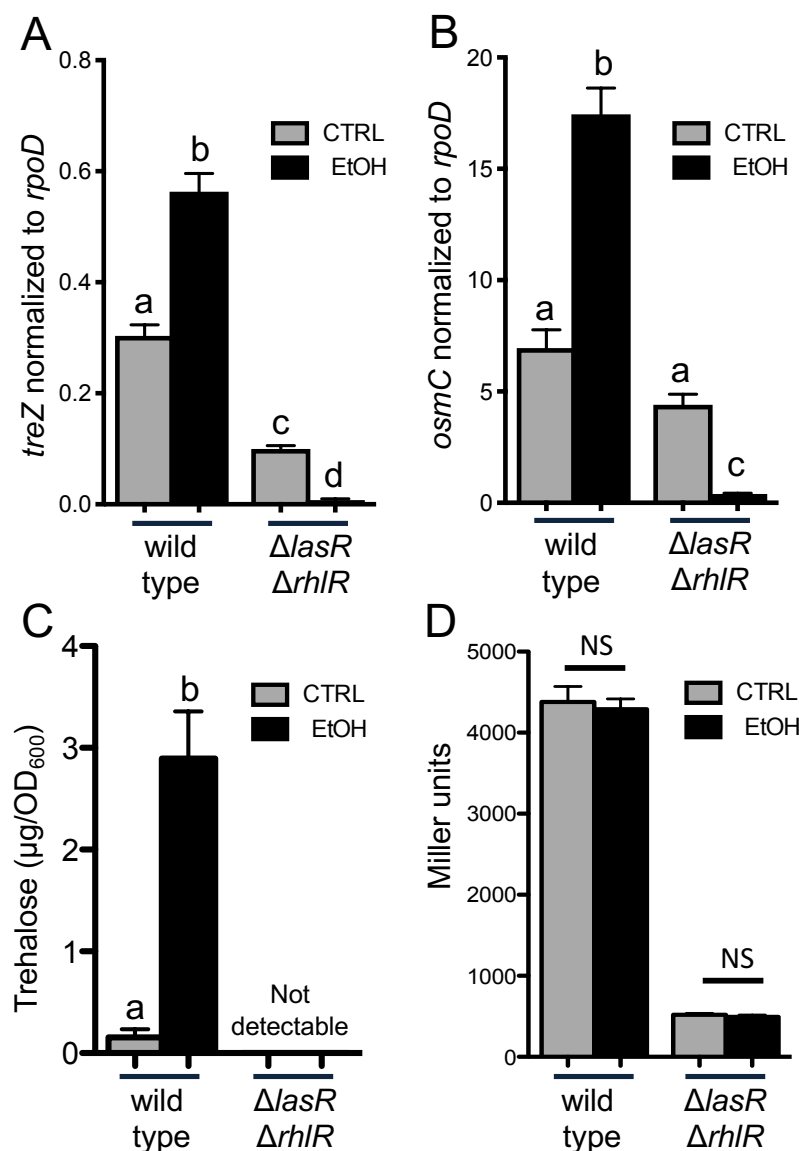 A
treZ normalized to rpoD
0.8
0.6
0.4
0.2
0.0
a
b
c
d
CTRL
EtOH
wild
type
ΔlasR
ΔrhlR
B
osmC normalized to rpoD
20
15
10
5
0
a
b
a
c
CTRL
EtOH
wild
type
ΔlasR
ΔrhlR
C
Trehalose (µg/OD600)
4
3
2
1
0
a
b
Not
detectable
CTRL
EtOH
wild
type
ΔlasR
ΔrhlR
D
Miller units
5000
4000
3000
2000
1000
0
NS
NS
CTRL
EtOH
wild
type
ΔlasR
ΔrhlR